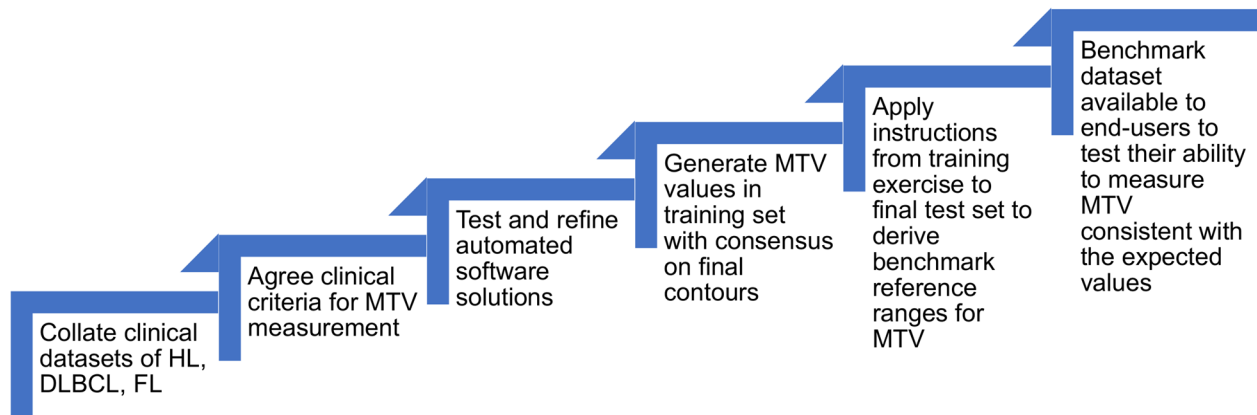 Collate clinical
datasets of HL,
DLBCL, FL
Agree clinical
criteria for MTV
measurement
Test and refine
automated
software
solutions
Generate MTV
values in
training set
with consensus
on final
contours
Apply
instructions
from training
exercise to
final test set to
derive
benchmark
reference
ranges for
MTV
Benchmark
dataset
available to
end-users to
test their ability
to measure
MTV
consistent with
the expected
values